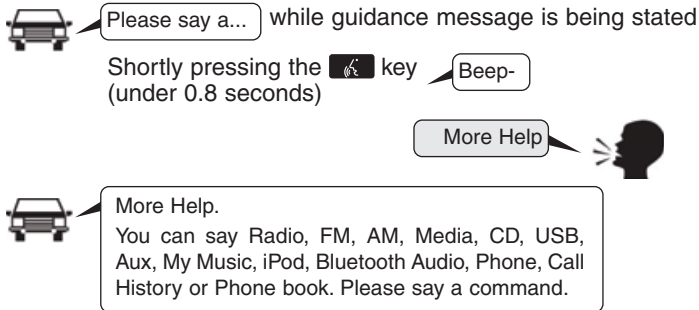 Please say a... while guidance message is being stated
Shortly pressing the key Beep-
(under 0.8 seconds)
More Help
More Help.
You can say Radio, FM, AM, Media, CD, USB,
Aux, My Music, iPod, Bluetooth Audio, Phone, Call
History or Phone book. Please say a command.